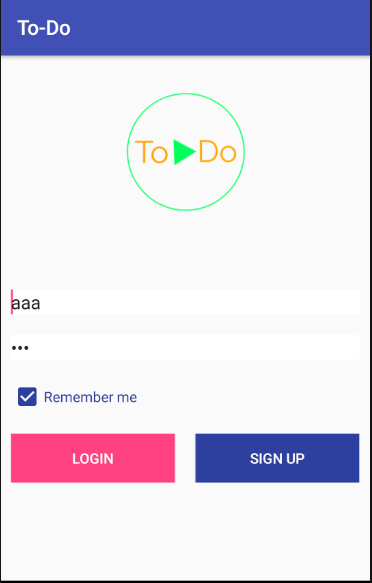 To-Do
To Do
aaa
•••
Remember me
LOGIN
SIGN UP